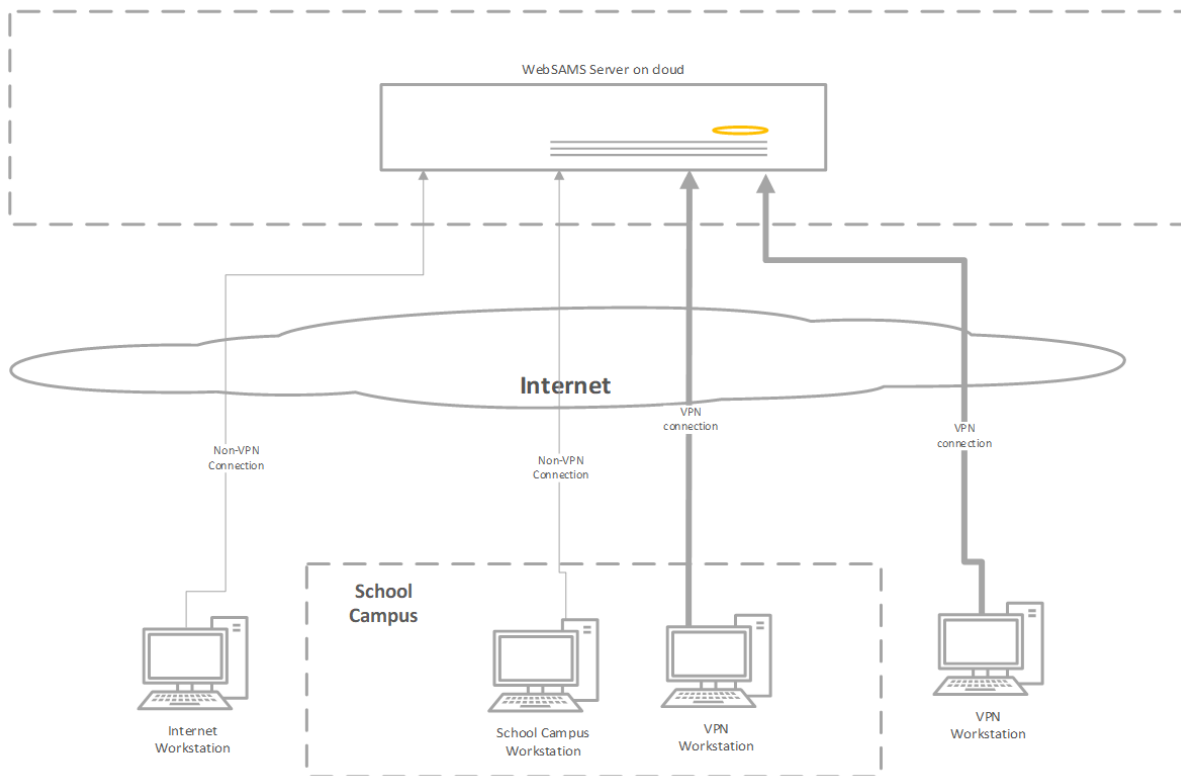 WebSAMS Server on cloud
Internet
VPN
connection
VPN
connection
Non-VPN
Connection
Non-VPN
Connection
School
Campus
Internet
Workstation
School Campus
Workstation
VPN
Workstation
VPN
Workstation